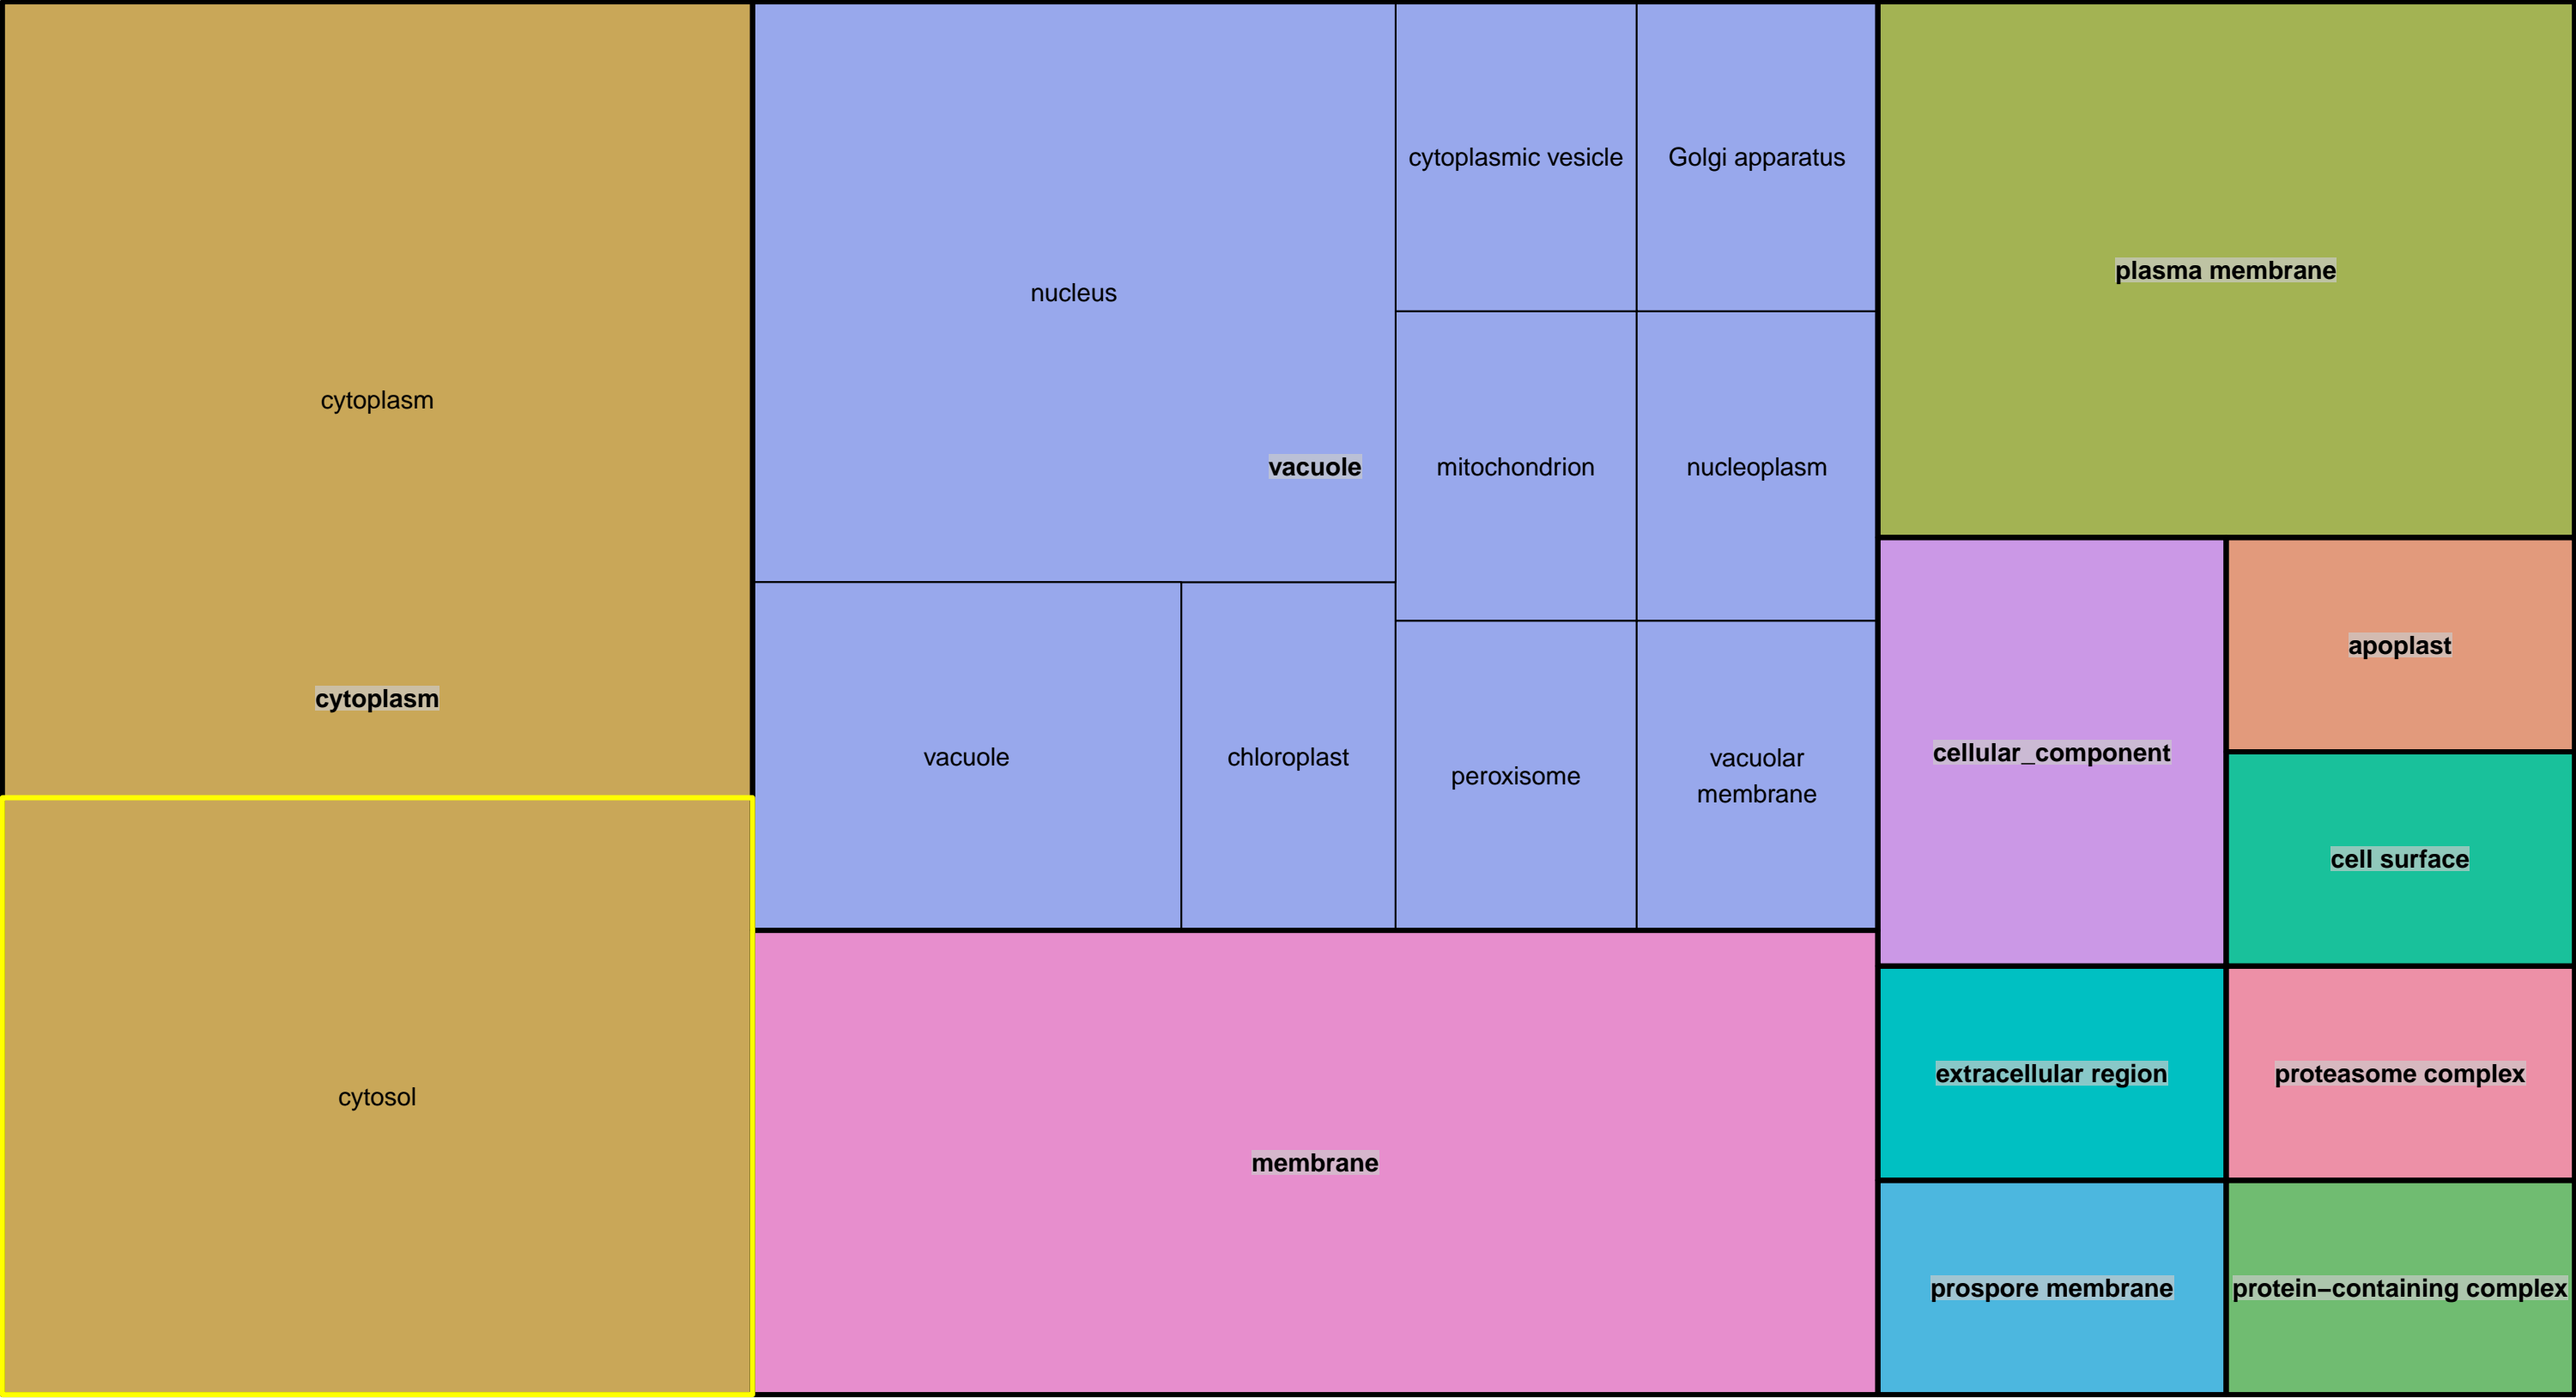 cytoplasm
cytoplasm
cytosol
nucleus
vacuole
vacuole
chloroplast
cytoplasmic vesicle
Golgi apparatus
mitochondrion
nucleoplasm
peroxisome
vacuolar
membrane
membrane
plasma membrane
cellular_component
apoplast
cell surface
extracellular region
proteasome complex
prospore membrane
protein−containing complex